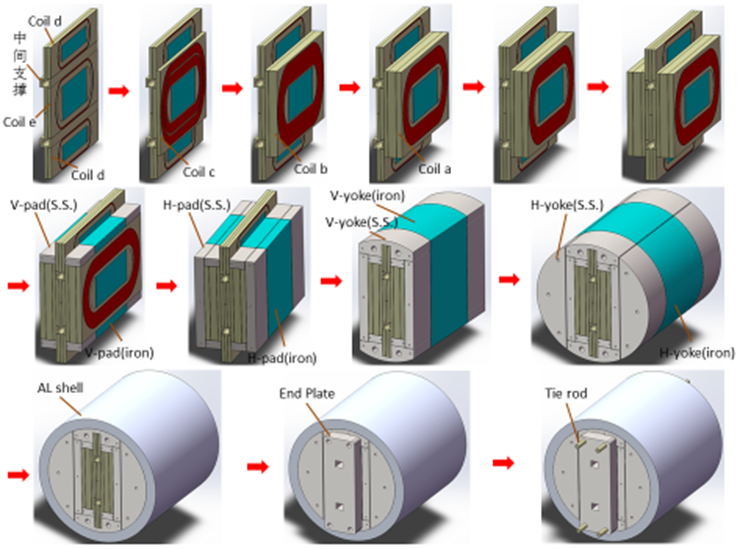 Coil d
中间支撑
Coil e
Coil d
Coil c
Coil b
Coil a
V-pad(S.S.)
V-pad(iron)
H-pad(S.S.)
H-pad(iron)
V-yoke(iron)
V-yoke(S.S.)
H-yoke(S.S.)
H-yoke(iron)
AL shell
End Plate
Tie rod